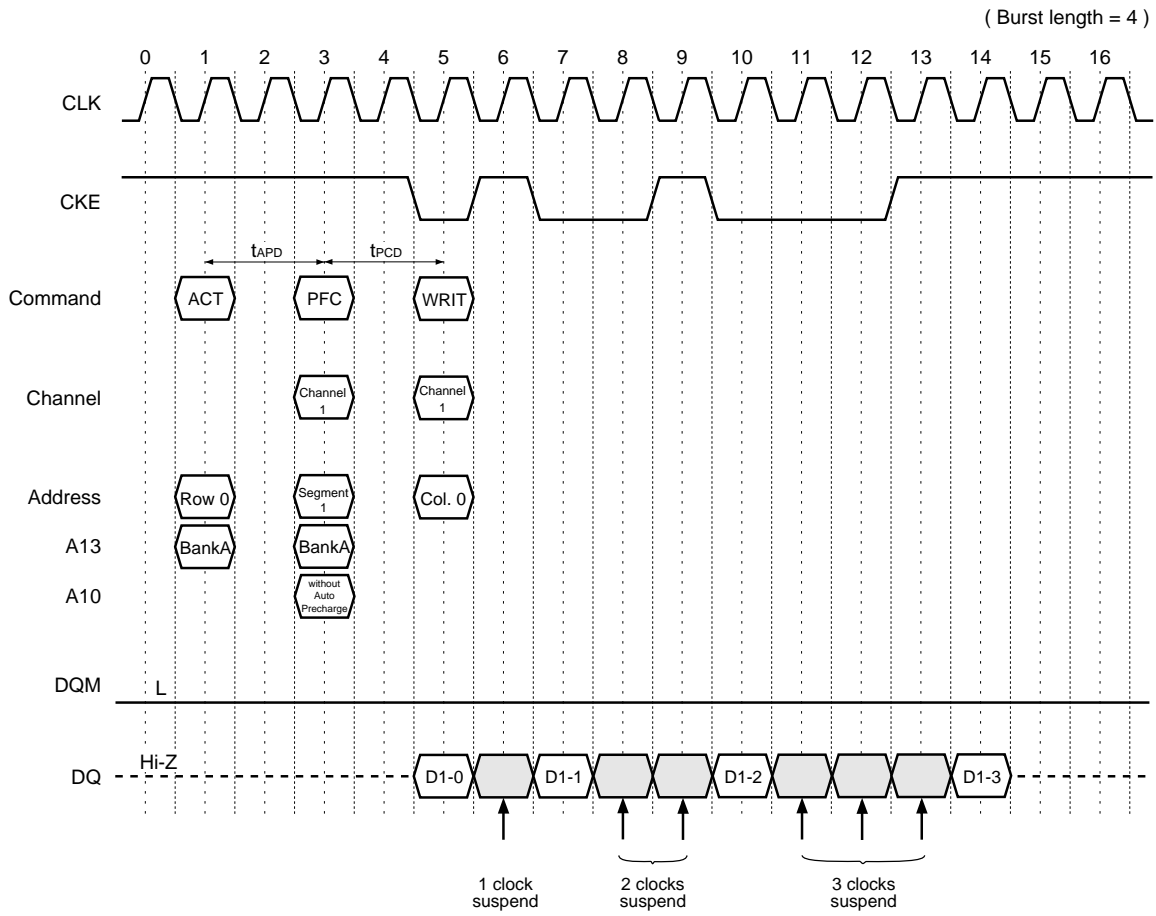 ( Burst length = 4 )
0 1 2 3 4 5 6 7 8 9 10 11 12 13 14 15 16
CLK
CKE
tAPD tPCD
Command ACT PFC WRIT
Channel Channel 1 Channel 1
Address Row 0 Segment 1 Col. 0
A13 BankA BankA
A10 without Auto Precharge
DQM L
Hi-Z
DQ D1-0 D1-1 D1-2 D1-3
1 clock suspend 2 clocks suspend 3 clocks suspend